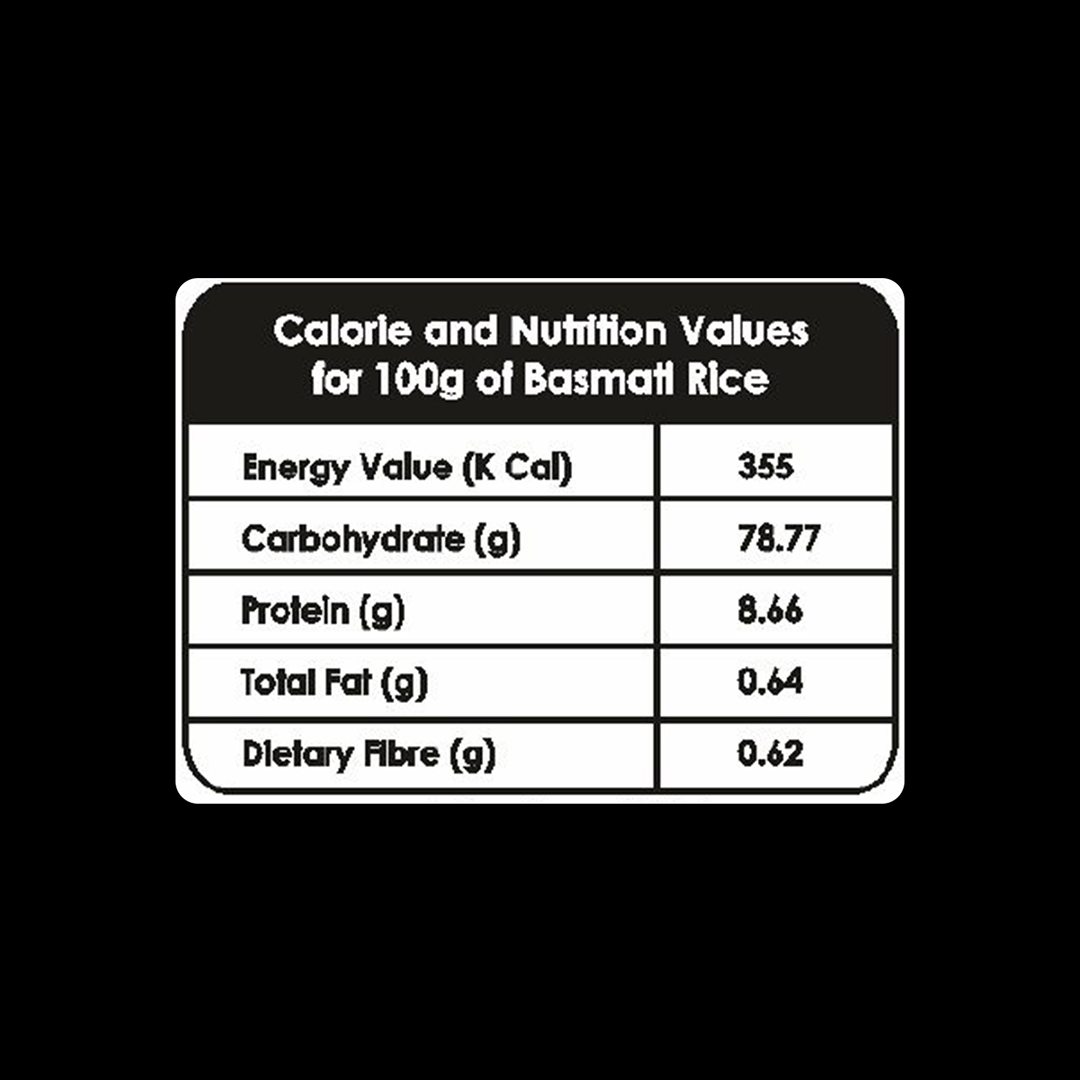 Calorie and Nutrition Values
for 100g of Basmati Rice
Energy Value (K Cal) 355
Carbohydrate (g) 78.77
Protein (g) 8.66
Total Fat (g) 0.64
Dietary Fibre (g) 0.62